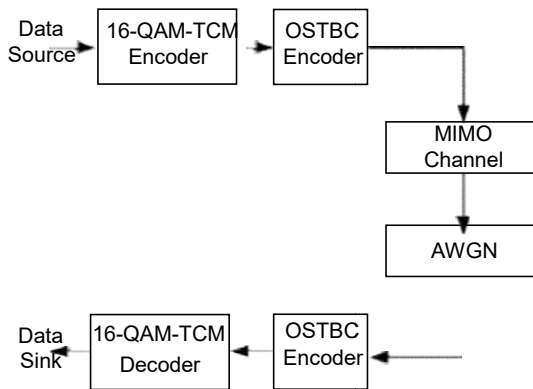 Data
Source
16-QAM-TCM
Encoder
OSTBC
Encoder
MIMO
Channel
AWGN
Data
Sink
16-QAM-TCM
Decoder
OSTBC
Encoder